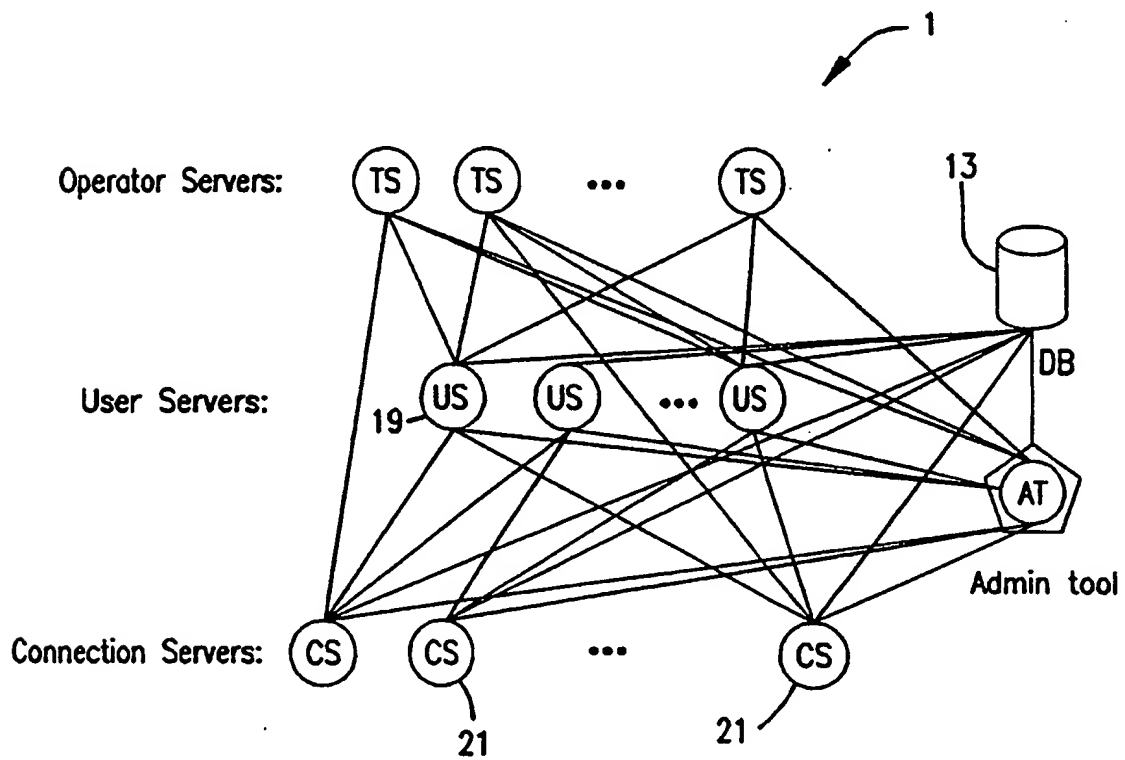 1
Operator Servers: TS TS ... TS
13
DB
User Servers: US US ... US
19
AT
Admin tool
Connection Servers: CS CS ... CS
21
21